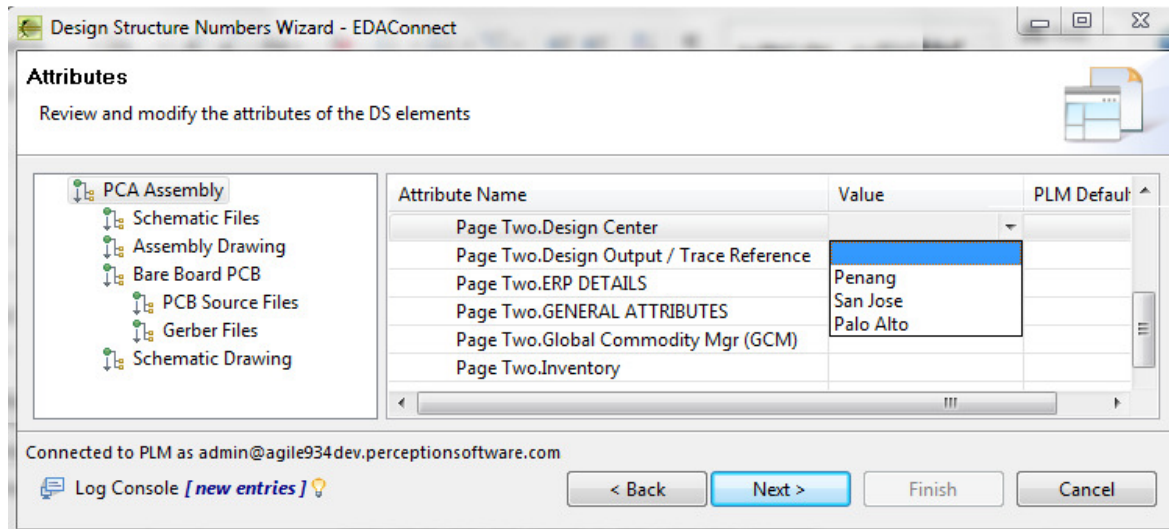 Design Structure Numbers Wizard - EDAConnect
Attributes
Review and modify the attributes of the DS elements
PCA Assembly
Schematic Files
Assembly Drawing
Bare Board PCB
PCB Source Files
Gerber Files
Schematic Drawing
Attribute Name Value PLM Default
Page Two.Design Center
Page Two.Design Output / Trace Reference
Page Two.ERP DETAILS
Page Two.GENERAL ATTRIBUTES
Page Two.Global Commodity Mgr (GCM)
Page Two.Inventory
Penang
San Jose
Palo Alto
Connected to PLM as admin@agile934dev.perceptionsoftware.com
Log Console [ new entries ]
< Back Next > Finish Cancel